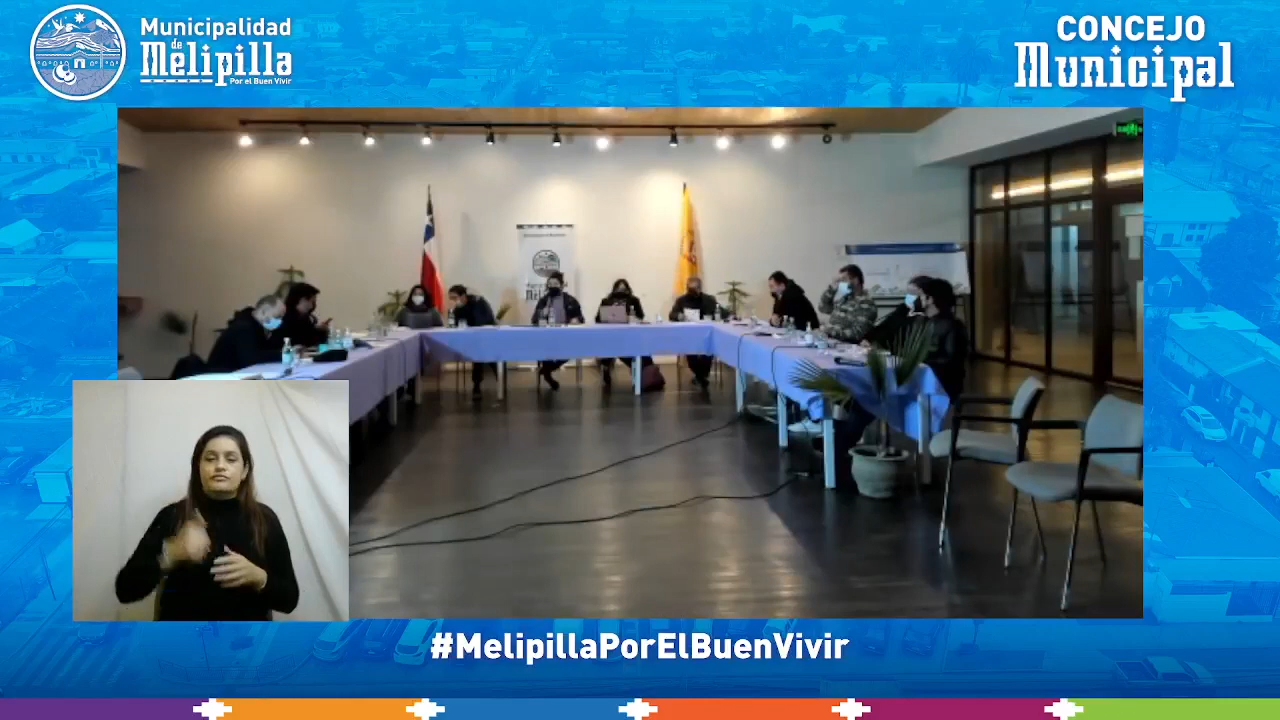 Municipalidad
de
Melipilla
Por el Buen Vivir
CONCEJO
Municipal
#MelipillaPorElBuenVivir